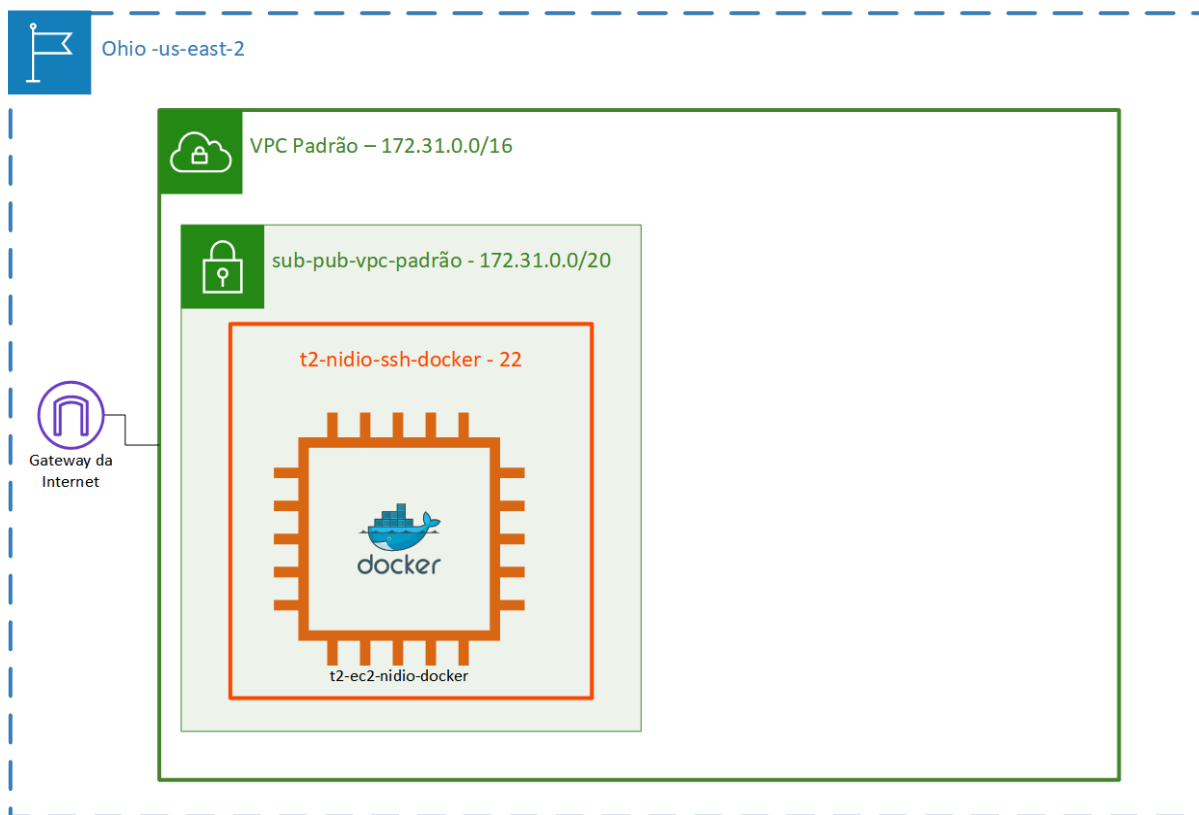 Ohio -us-east-2
VPC Padrão – 172.31.0.0/16
sub-pub-vpc-padrão - 172.31.0.0/20
t2-nidio-ssh-docker - 22
Gateway da
Internet
docker
t2-ec2-nidio-docker